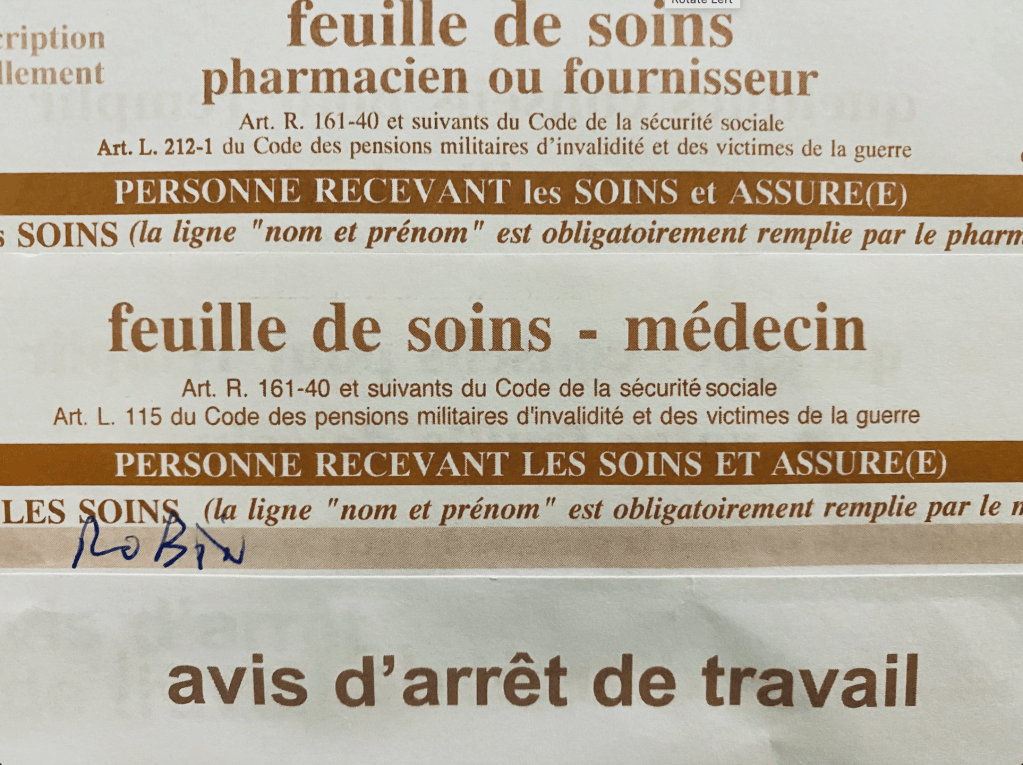 Rotate Left
feuille de soins
cription
pharmacien ou fournisseur
llement
Art. R. 161-40 et suivants du Code de la sécurité sociale
Art. L. 212-1 du Code des pensions militaires d'invalidité et des victimes de la guerre
PERSONNE RECEVANT les SOINS et ASSURE(E)
s SOINS (la ligne "nom et prénom" est obligatoirement remplie par le pharm
feuille de soins - médecin
Art. R. 161-40 et suivants du Code de la sécurité sociale
Art. L. 115 du Code des pensions militaires d'invalidité et des victimes de la guerre
PERSONNE RECEVANT LES SOINS ET ASSURE(E)
LES SOINS (la ligne "nom et prénom" est obligatoirement remplie par le m
ROBIN
avis d'arrêt de travail